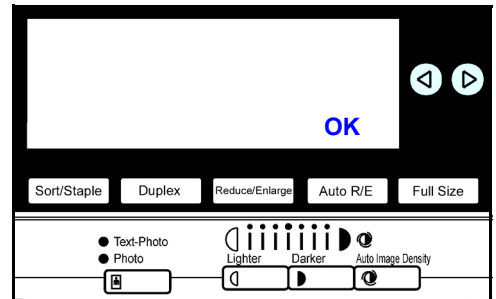 OK
Sort/Staple Duplex Reduce/Enlarge Auto R/E Full Size
Text-Photo
Photo
Lighter Darker Auto Image Density